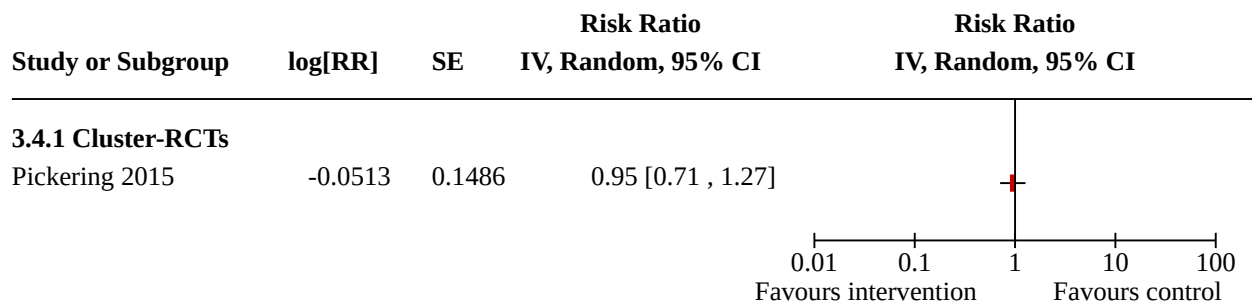 Risk Ratio Risk Ratio
Study or Subgroup log[RR] SE IV, Random, 95% CI IV, Random, 95% CI
3.4.1 Cluster-RCTs
Pickering 2015 -0.0513 0.1486 0.95 [0.71 , 1.27]
0.01 0.1 1 10 100
Favours intervention Favours control